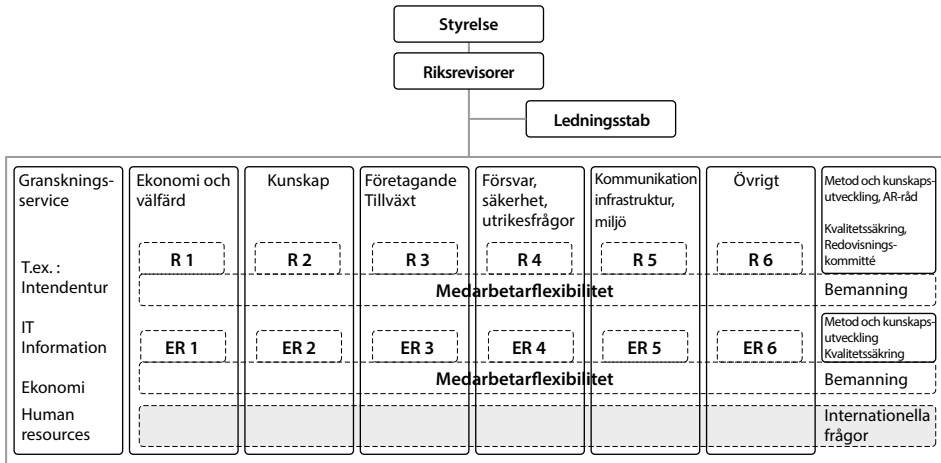 Styrelse
Riksrevisorer
Ledningsstab
Gransknings-
service
T.ex. :
Intendentur
IT
Information
Ekonomi
Human
resources
Ekonomi och
välfärd
Kunskap
Företagande
Tillväxt
Försvar,
säkerhet,
utrikesfrågor
Kommunikation
infrastruktur,
miljö
Övrigt
Metod och kunskaps-
utveckling, AR-råd
Kvalitetssäkring,
Redovisnings-
kommitté
R 1
R 2
R 3
R 4
R 5
R 6
Medarbetarflexibilitet
Bemanning
ER 1
ER 2
ER 3
ER 4
ER 5
ER 6
Metod och kunskaps-
utveckling
Kvalitetssäkring
Medarbetarflexibilitet
Bemanning
Internationella
frågor